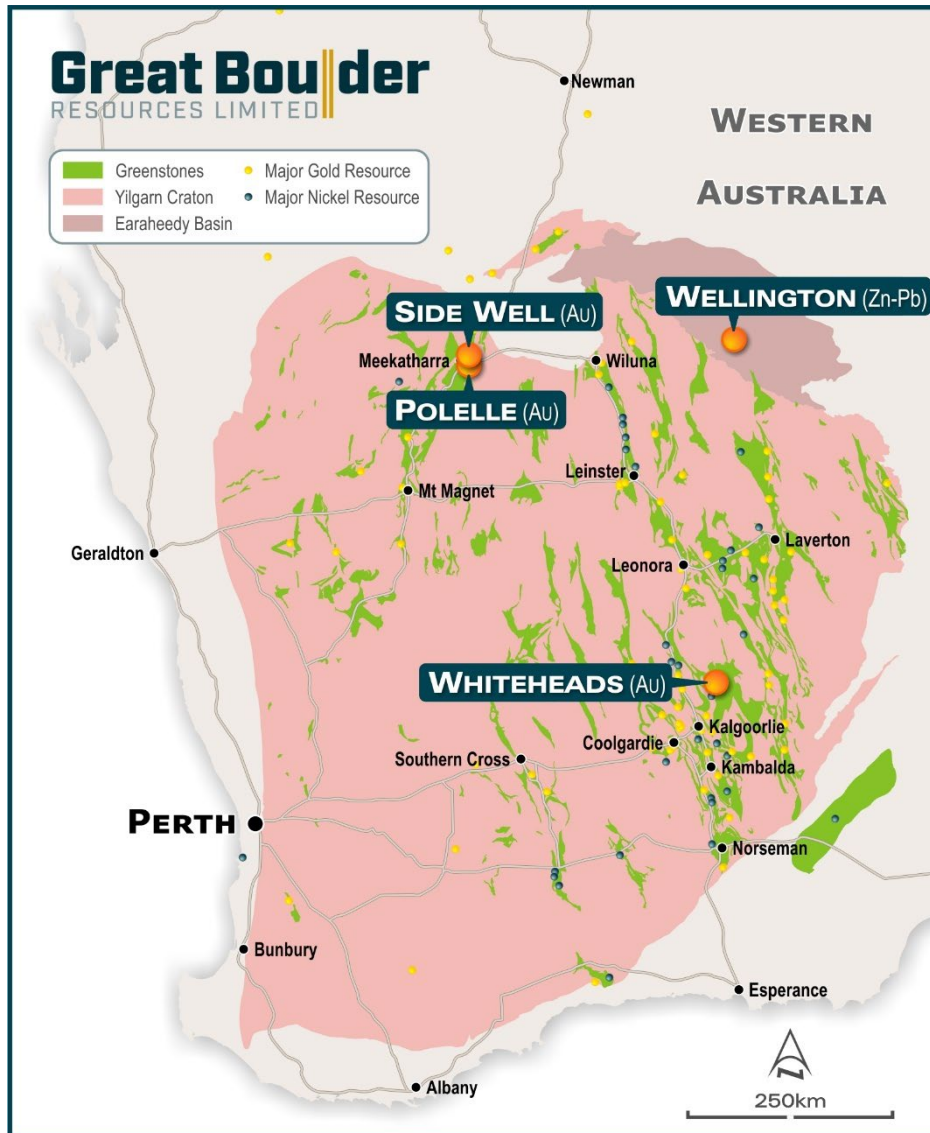 Great Boulder
RESOURCES LIMITED
Newman
WESTERN
AUSTRALIA
Greenstones
Major Gold Resource
Yilgarn Craton
Major Nickel Resource
Earaheedy Basin
SIDE WELL (AU)
WELLINGTON (Zn-Pb)
Meekatharra
Wiluna
POLELLE (AU)
Leinster
Mt Magnet
Geraldton
Laverton
Leonora
WHITEHEADS (AU)
Kalgoorlie
Coolgardie
Southern Cross
Kambalda
PERTH
Norseman
Bunbury
Esperance
N
Albany
250km